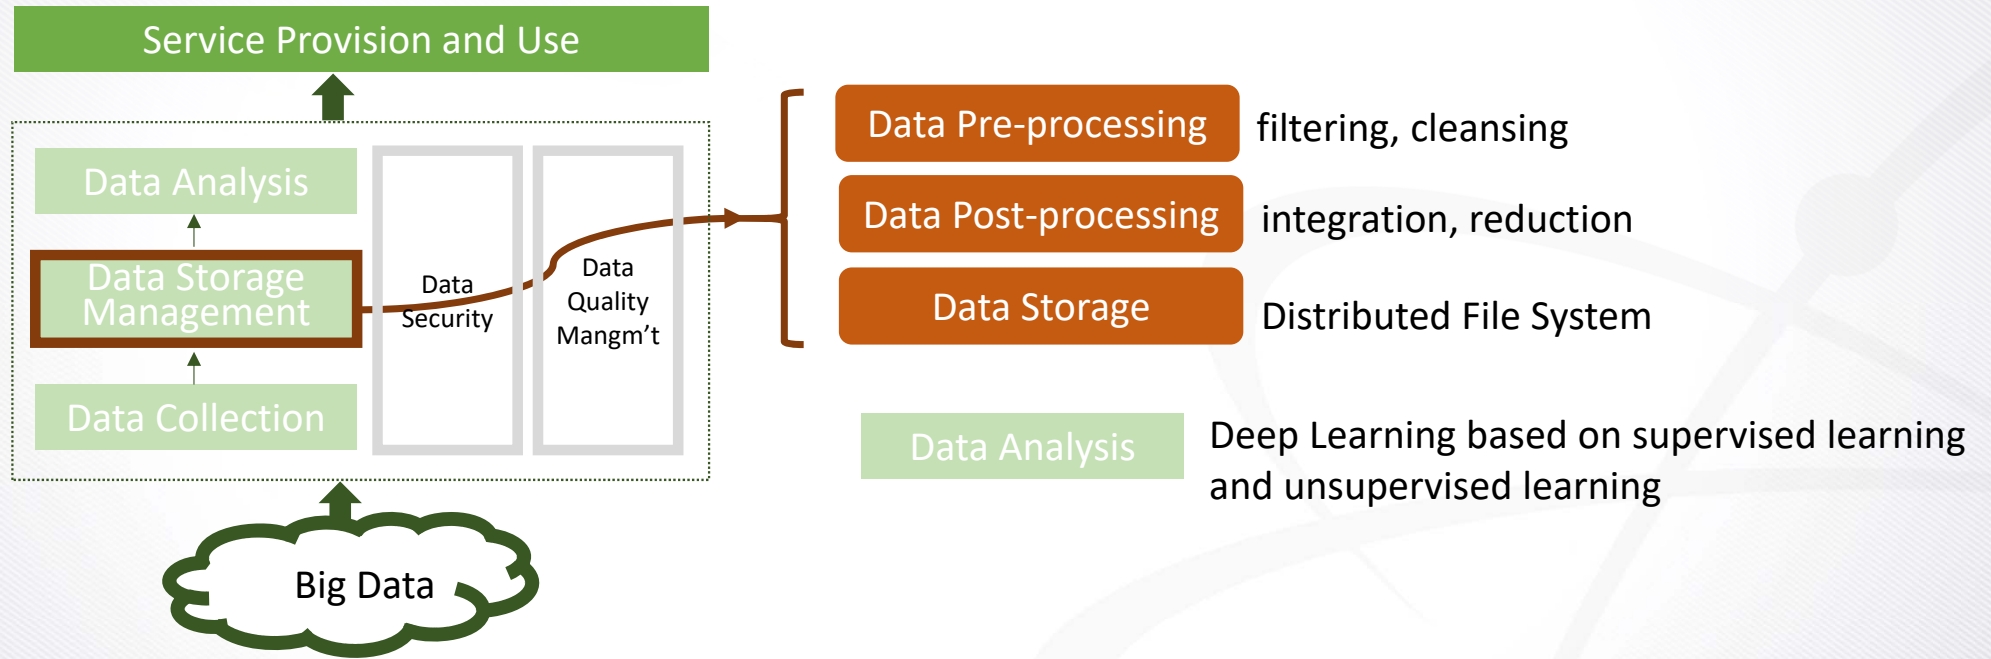 Service Provision and Use
Data Analysis
Data Storage
Management
Data Collection
Data
Security
Data
Quality
Mangm't
Big Data
Data Pre-processing
filtering, cleansing
Data Post-processing
integration, reduction
Data Storage
Distributed File System
Data Analysis
Deep Learning based on supervised learning
and unsupervised learning